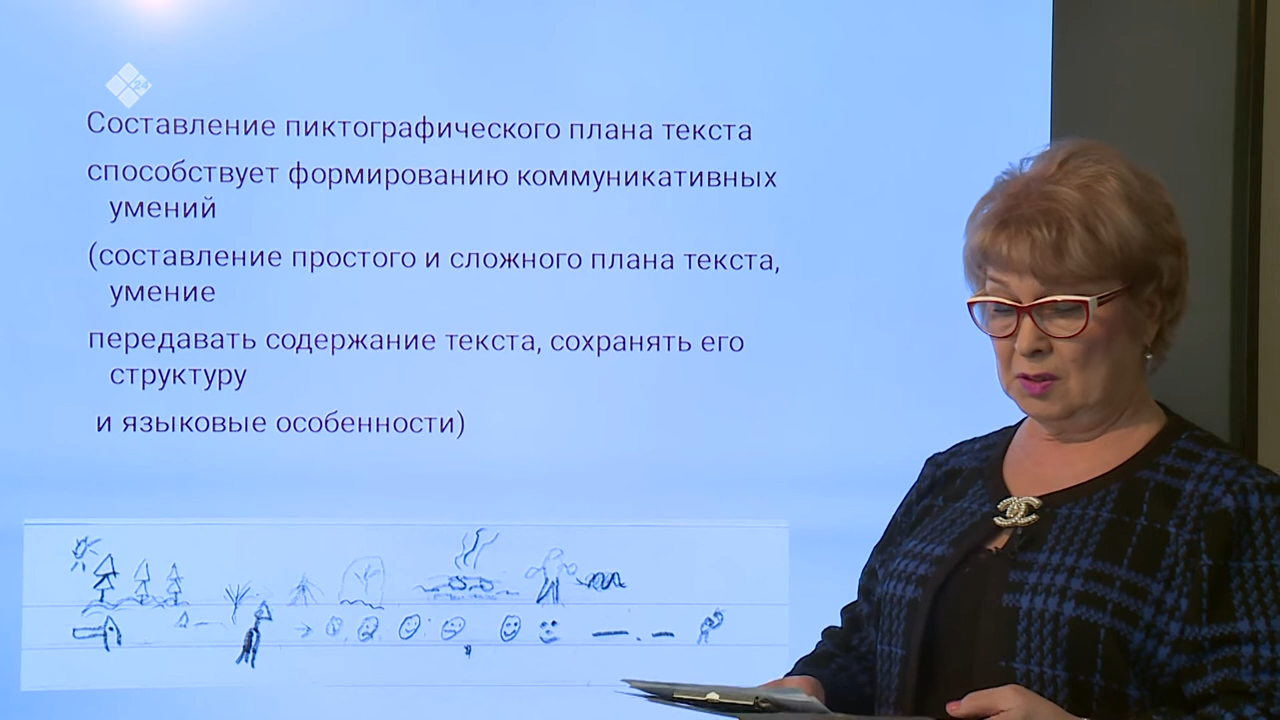 24
Составление пиктографического плана текста
способствует формированию коммуникативных
умений
(составление простого и сложного плана текста,
умение
передавать содержание текста, сохранять его
структуру
и языковые особенности)